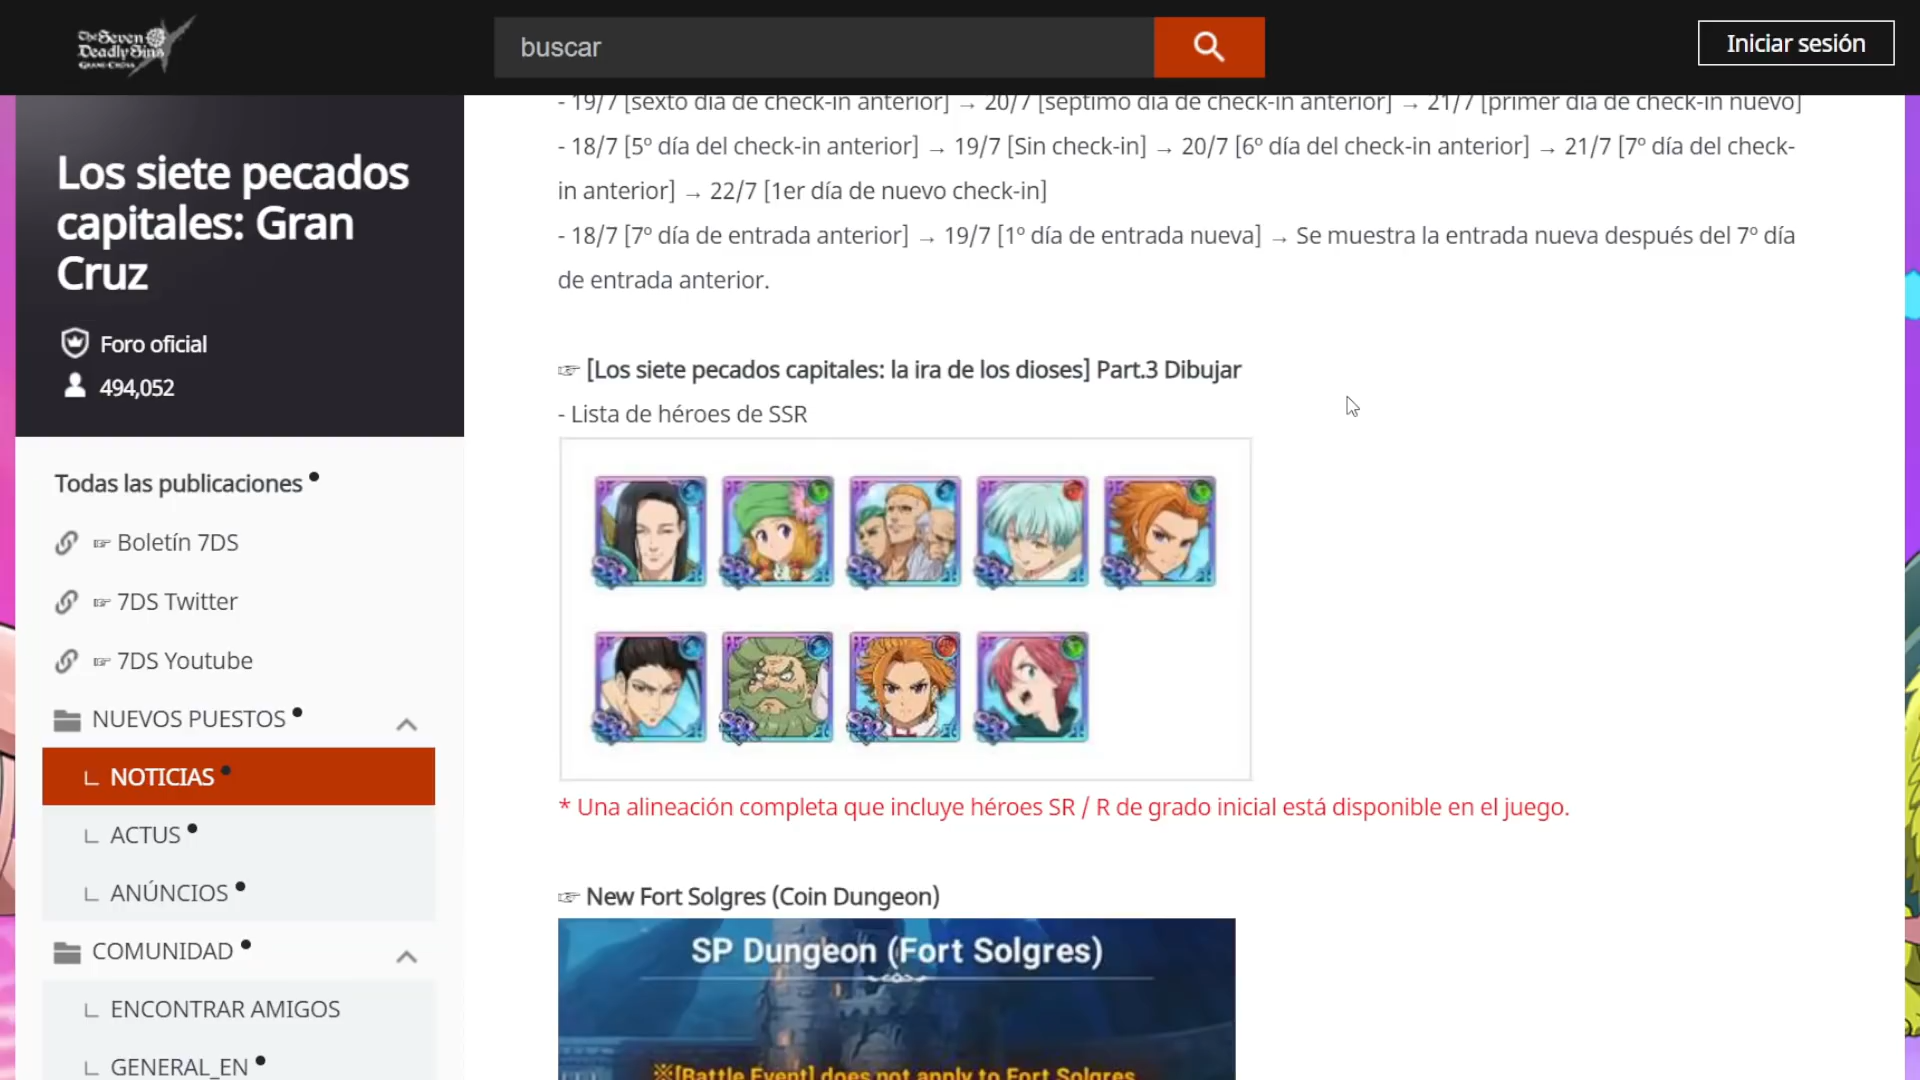 The Seven
Deadly Sins
GRAND CROSS
buscar
Iniciar sesión
Los siete pecados
capitales: Gran
Cruz
Foro oficial
494,052
Todas las publicaciones
☞ Boletín 7DS
☞ 7DS Twitter
☞ 7DS Youtube
NUEVOS PUESTOS
NOTICIAS
ACTUS
ANÚNCIOS
COMUNIDAD
ENCONTRAR AMIGOS
GENERAL_EN
- 19/7 [sexto día de check-in anterior] → 20/7 [séptimo día de check-in anterior] → 21/7 [primer día de check-in nuevo]
- 18/7 [5º día del check-in anterior] → 19/7 [Sin check-in] → 20/7 [6º día del check-in anterior] → 21/7 [7º día del check-
in anterior] → 22/7 [1er día de nuevo check-in]
- 18/7 [7º día de entrada anterior] → 19/7 [1º día de entrada nueva] → Se muestra la entrada nueva después del 7º día
de entrada anterior.
☞ [Los siete pecados capitales: la ira de los dioses] Part.3 Dibujar
- Lista de héroes de SSR
* Una alineación completa que incluye héroes SR / R de grado inicial está disponible en el juego.
☞ New Fort Solgres (Coin Dungeon)
SP Dungeon (Fort Solgres)
※[Battle Event] does not apply to Fort Solgres